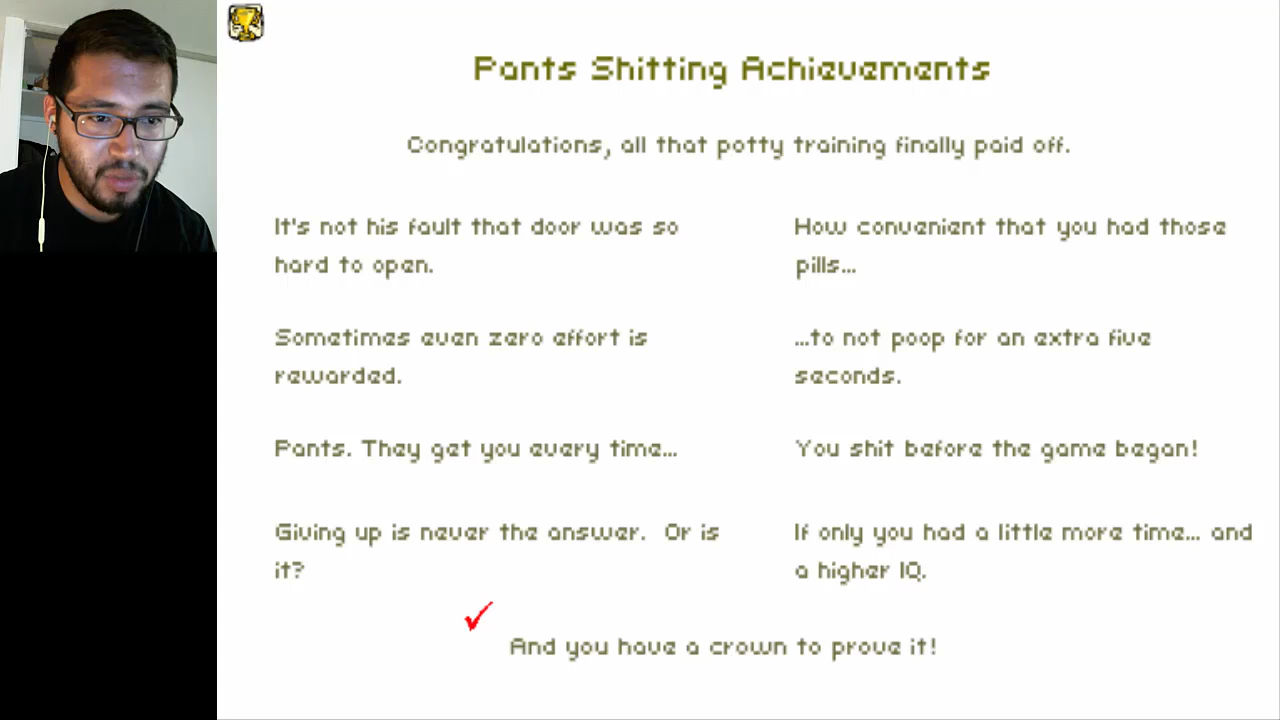 Pants Shitting Achievements
Congratulations, all that potty training finally paid off.
It's not his fault that door was so
hard to open.
How convenient that you had those
pills...
Sometimes even zero effort is
rewarded.
...to not poop for an extra five
seconds.
Pants. They get you every time...
You shit before the game began!
Giving up is never the answer.  Or is
it?
If only you had a little more time... and
a higher IQ.
And you have a crown to prove it!